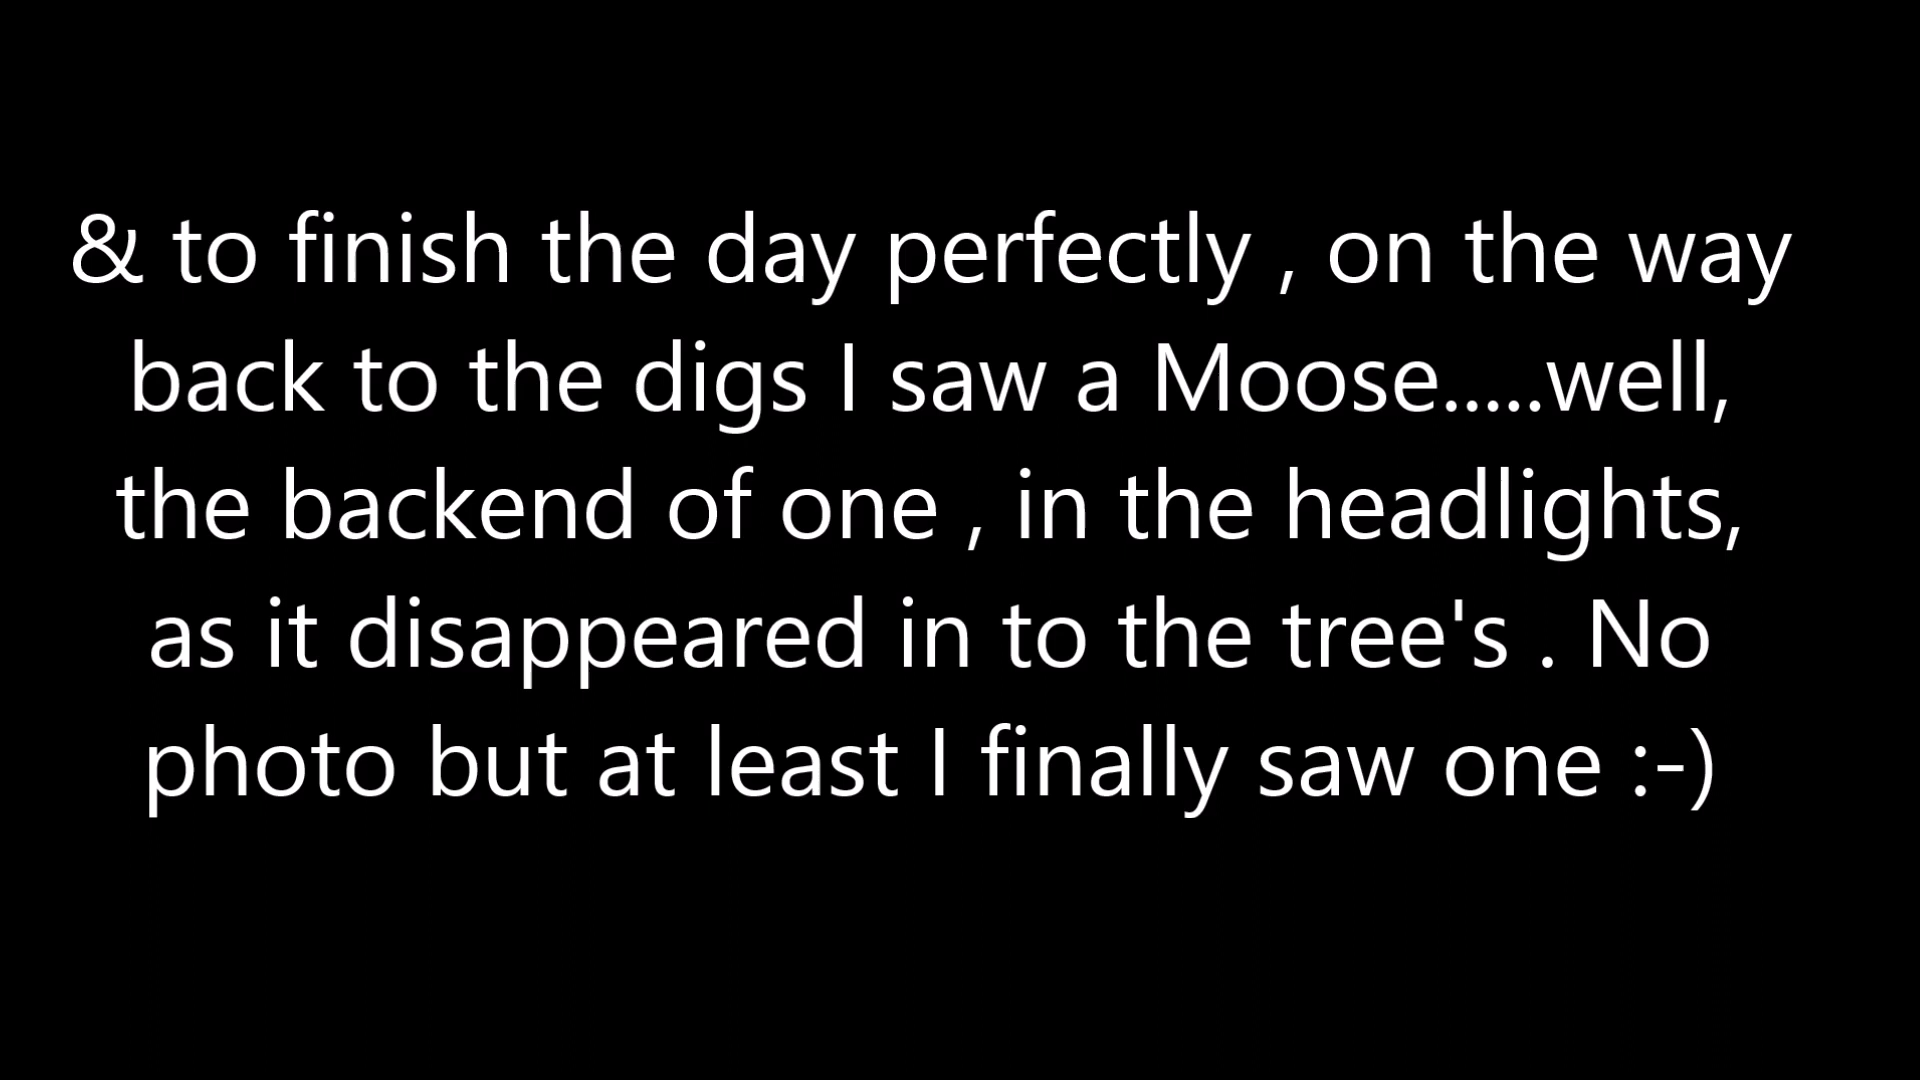 & to finish the day perfectly , on the way
back to the digs I saw a Moose.....well,
the backend of one , in the headlights,
as it disappeared in to the tree's . No
photo but at least I finally saw one :-)